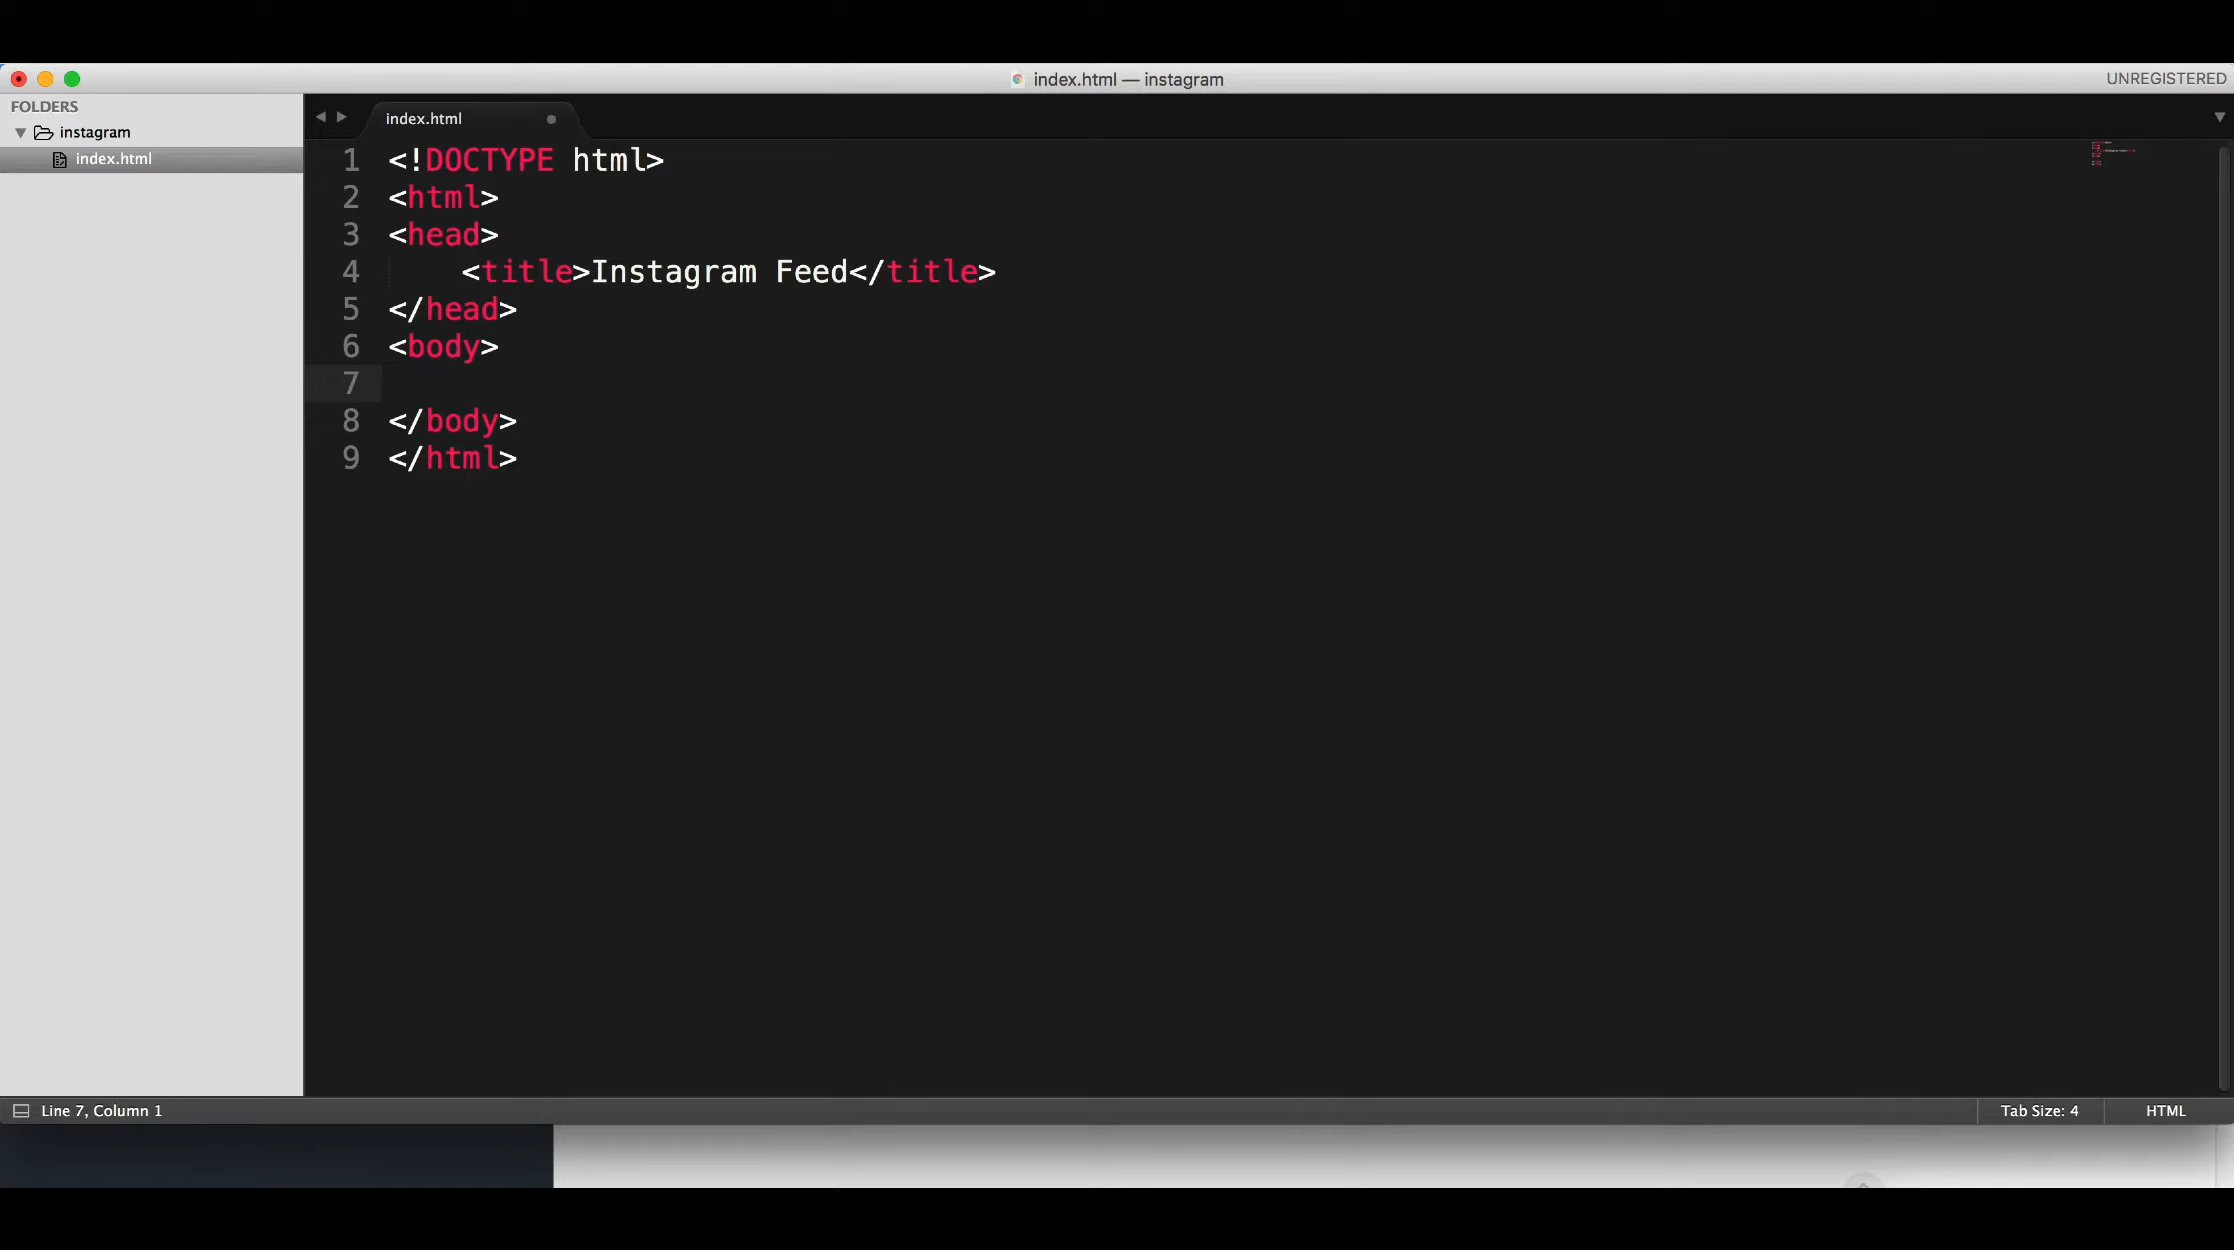 index.html — instagram
UNREGISTERED
FOLDERS
instagram
index.html
index.html
1 <!DOCTYPE html>
2 <html>
3 <head>
4     <title>Instagram Feed</title>
5 </head>
6 <body>
7
8 </body>
9 </html>
Line 7, Column 1
Tab Size: 4
HTML